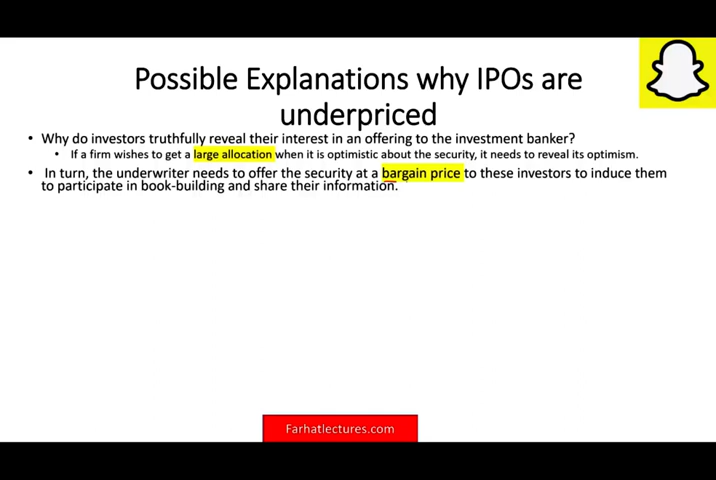 Possible Explanations why IPOs are
underpriced
• Why do investors truthfully reveal their interest in an offering to the investment banker?
• If a firm wishes to get a large allocation when it is optimistic about the security, it needs to reveal its optimism.
• In turn, the underwriter needs to offer the security at a bargain price to these investors to induce them
to participate in book-building and share their information.
Farhatlectures.com